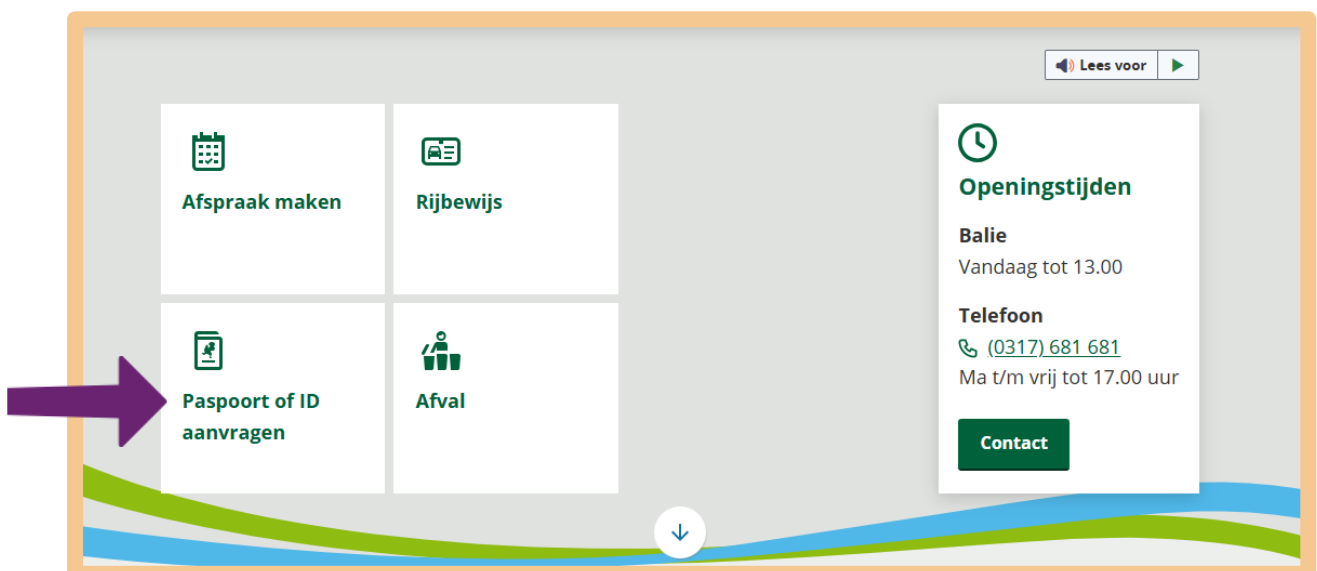 Lees voor
Afspraak maken
Rijbewijs
Paspoort of ID
aanvragen
Afval
Openingstijden
Balie
Vandaag tot 13.00
Telefoon
(0317) 681 681
Ma t/m vrij tot 17.00 uur
Contact